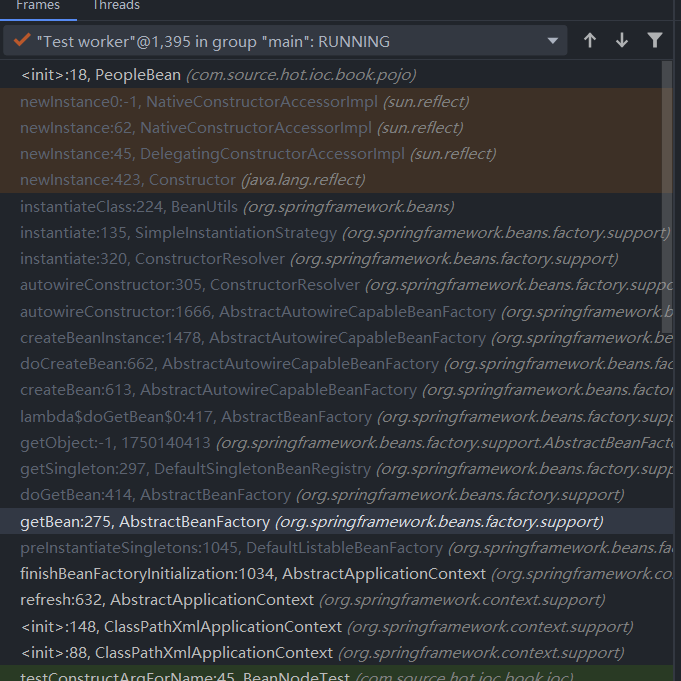 Frames Threads
"Test worker"@1,395 in group "main": RUNNING
<init>:18, PeopleBean (com.source.hot.ioc.book.pojo)
newInstance0:-1, NativeConstructorAccessorImpl (sun.reflect)
newInstance:62, NativeConstructorAccessorImpl (sun.reflect)
newInstance:45, DelegatingConstructorAccessorImpl (sun.reflect)
newInstance:423, Constructor (java.lang.reflect)
instantiateClass:224, BeanUtils (org.springframework.beans)
instantiate:135, SimpleInstantiationStrategy (org.springframework.beans.factory.support)
instantiate:320, ConstructorResolver (org.springframework.beans.factory.support)
autowireConstructor:305, ConstructorResolver (org.springframework.beans.factory.suppo
autowireConstructor:1666, AbstractAutowireCapableBeanFactory (org.springframework.b
createBeanInstance:1478, AbstractAutowireCapableBeanFactory (org.springframework.be
doCreateBean:662, AbstractAutowireCapableBeanFactory (org.springframework.beans.fac
createBean:613, AbstractAutowireCapableBeanFactory (org.springframework.beans.factor
lambda$doGetBean$0:417, AbstractBeanFactory (org.springframework.beans.factory.supp
getObject:-1, 1750140413 (org.springframework.beans.factory.support.AbstractBeanFact
getSingleton:297, DefaultSingletonBeanRegistry (org.springframework.beans.factory.supp
doGetBean:414, AbstractBeanFactory (org.springframework.beans.factory.support)
getBean:275, AbstractBeanFactory (org.springframework.beans.factory.support)
preInstantiateSingletons:1045, DefaultListableBeanFactory (org.springframework.beans.fa
finishBeanFactoryInitialization:1034, AbstractApplicationContext (org.springframework.co
refresh:632, AbstractApplicationContext (org.springframework.context.support)
<init>:148, ClassPathXmlApplicationContext (org.springframework.context.support)
<init>:88, ClassPathXmlApplicationContext (org.springframework.context.support)
testConstructArgForName:45, BeanNodeTest (com.source.hot.ioc.book.ioc)